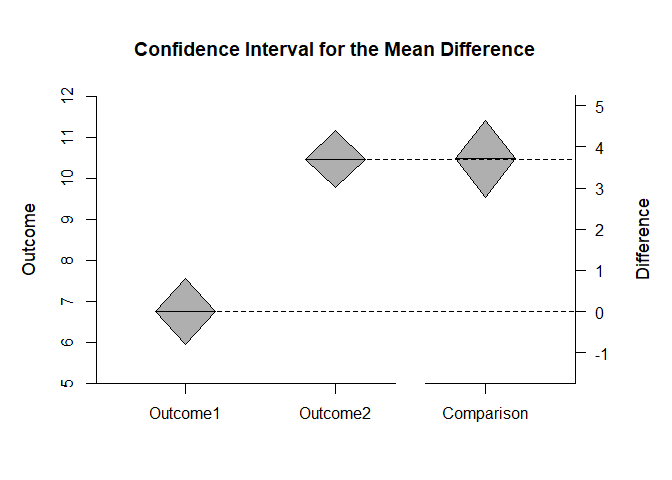 Confidence Interval for the Mean Difference
Outcome
12
11
10
9
8
7
6
5
5
4
3
2
1
0
-1
Difference
Outcome1
Outcome2
Comparison